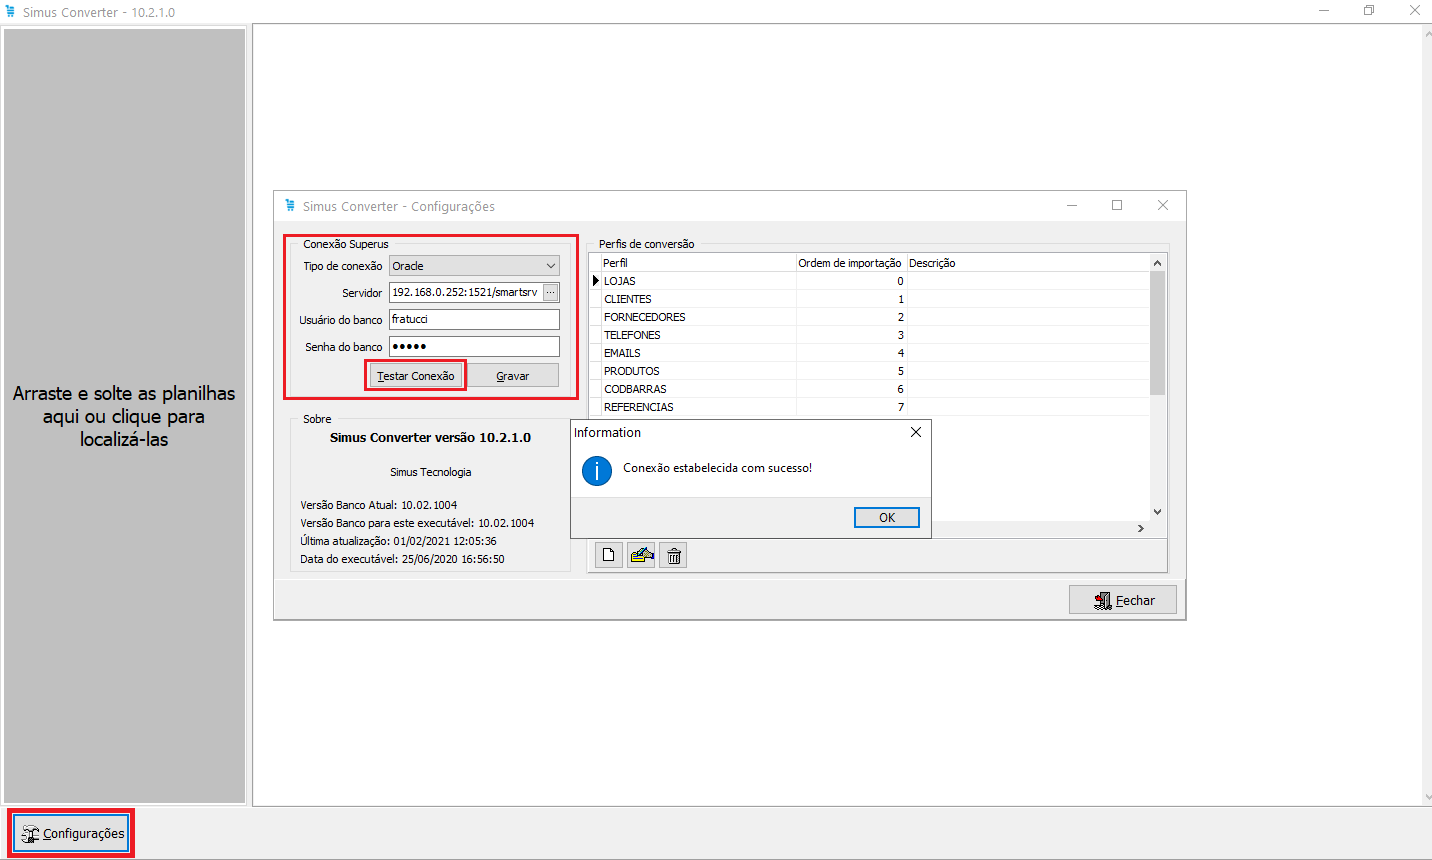 Simus Converter - 10.2.1.0
Arraste e solte as planilhas
aqui ou clique para
localizá-las
Simus Converter - Configurações
Conexão Superus
Tipo de conexão Oracle
Servidor 192.168.0.252:1521/smartsrv ...
Usuário do banco fratucci
Senha do banco •••••
Testar Conexão Gravar
Sobre
Simus Converter versão 10.2.1.0
Simus Tecnologia
Versão Banco Atual: 10.02.1004
Versão Banco para este executável: 10.02.1004
Última atualização: 01/02/2021 12:05:36
Data do executável: 25/06/2020 16:56:50
Perfis de conversão
Perfil Ordem de importação Descrição
LOJAS 0
CLIENTES 1
FORNECEDORES 2
TELEFONES 3
EMAILS 4
PRODUTOS 5
CODBARRAS 6
REFERENCIAS 7
Information
Conexão estabelecida com sucesso!
OK
Fechar
Configurações